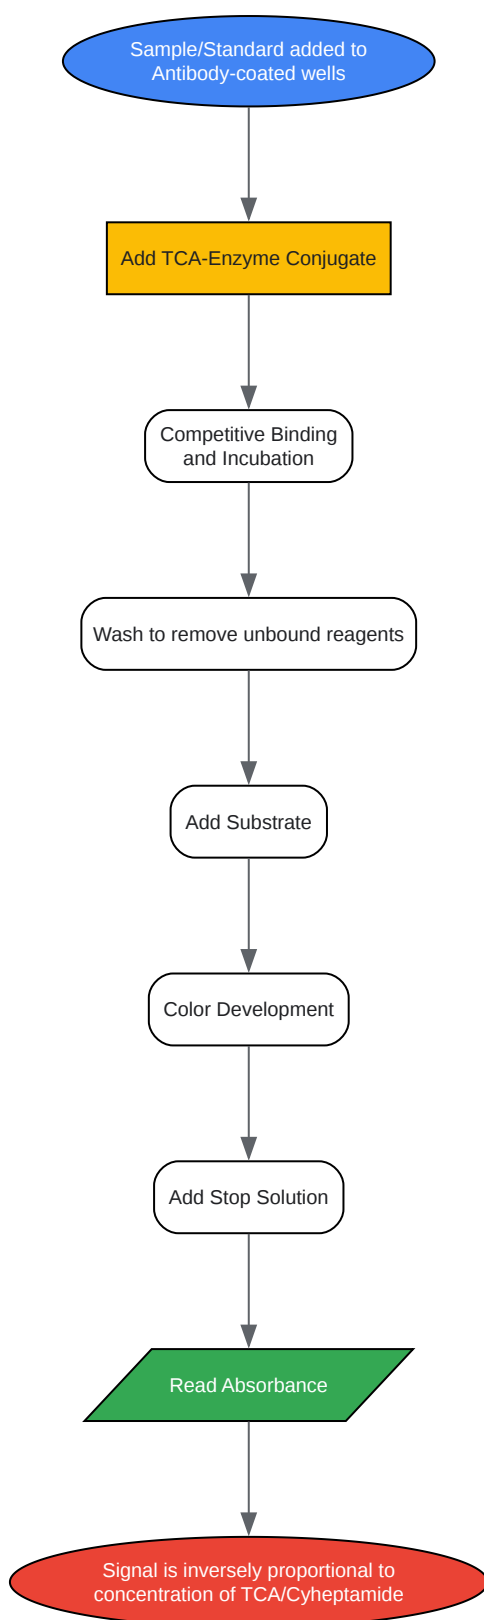 Sample/Standard added to
Antibody-coated wells
Add TCA-Enzyme Conjugate
Competitive Binding
and Incubation
Wash to remove unbound reagents
Add Substrate
Color Development
Add Stop Solution
Read Absorbance
Signal is inversely proportional to
concentration of TCA/Cyheptamide